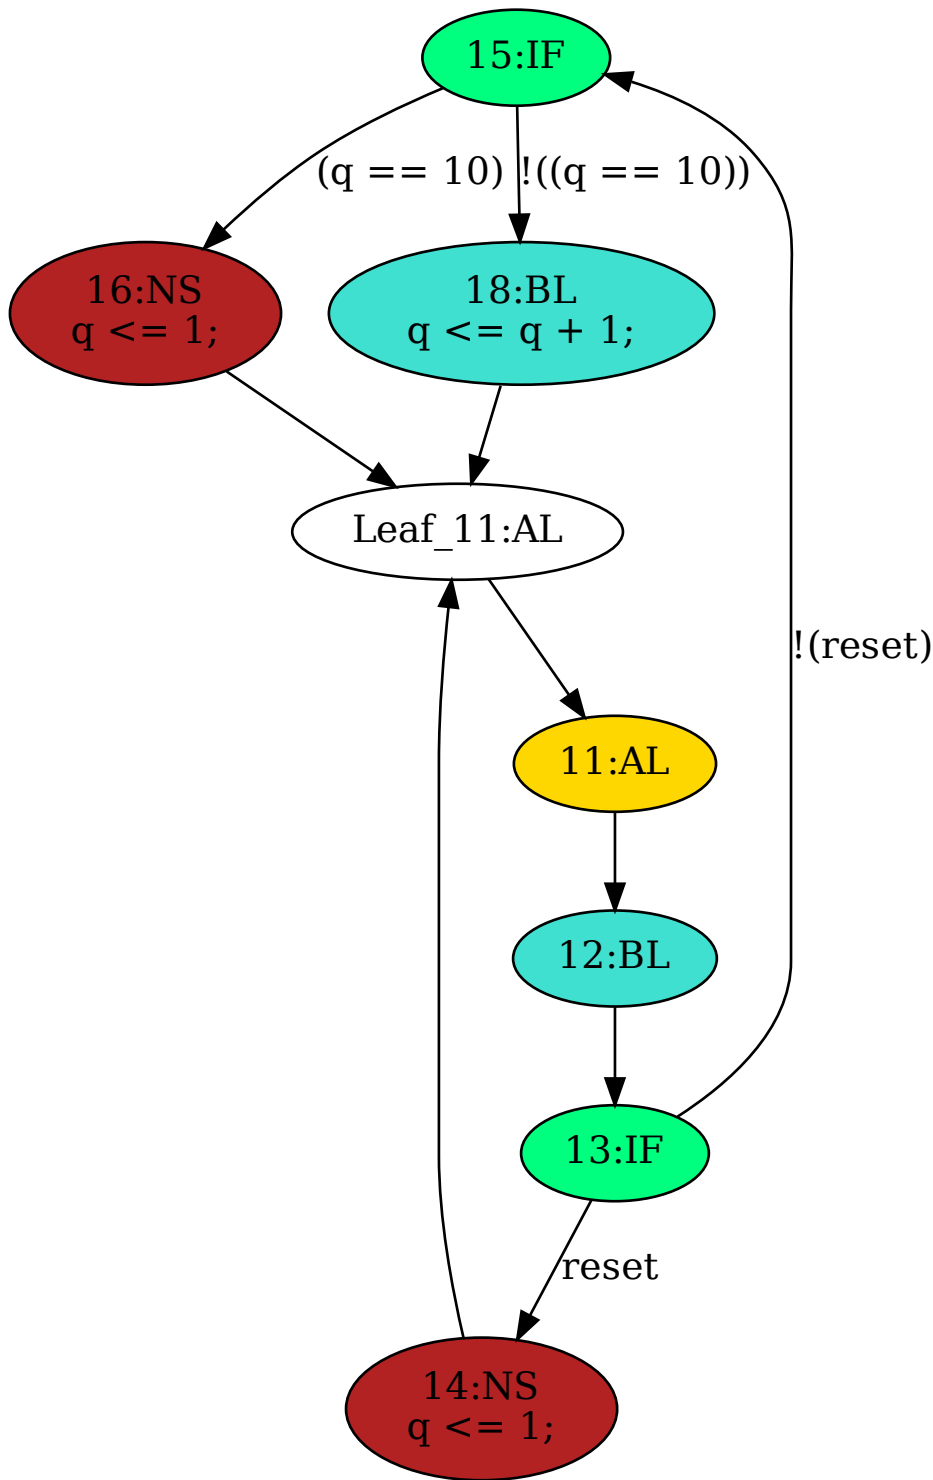 15:IF
(q == 10)
!((q == 10))
16:NS
q <= 1;
18:BL
q <= q + 1;
Leaf_11:AL
!(reset)
11:AL
12:BL
13:IF
reset
14:NS
q <= 1;